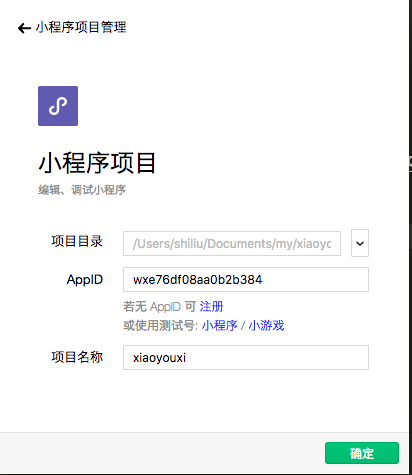 小程序项目管理
小程序项目
编辑、调试小程序
项目目录 /Users/shiliu/Documents/my/xiaoyo
AppID wxe76df08aa0b2b384
若无 AppID 可 注册
或使用测试号: 小程序 / 小游戏
项目名称 xiaoyouxi
确定